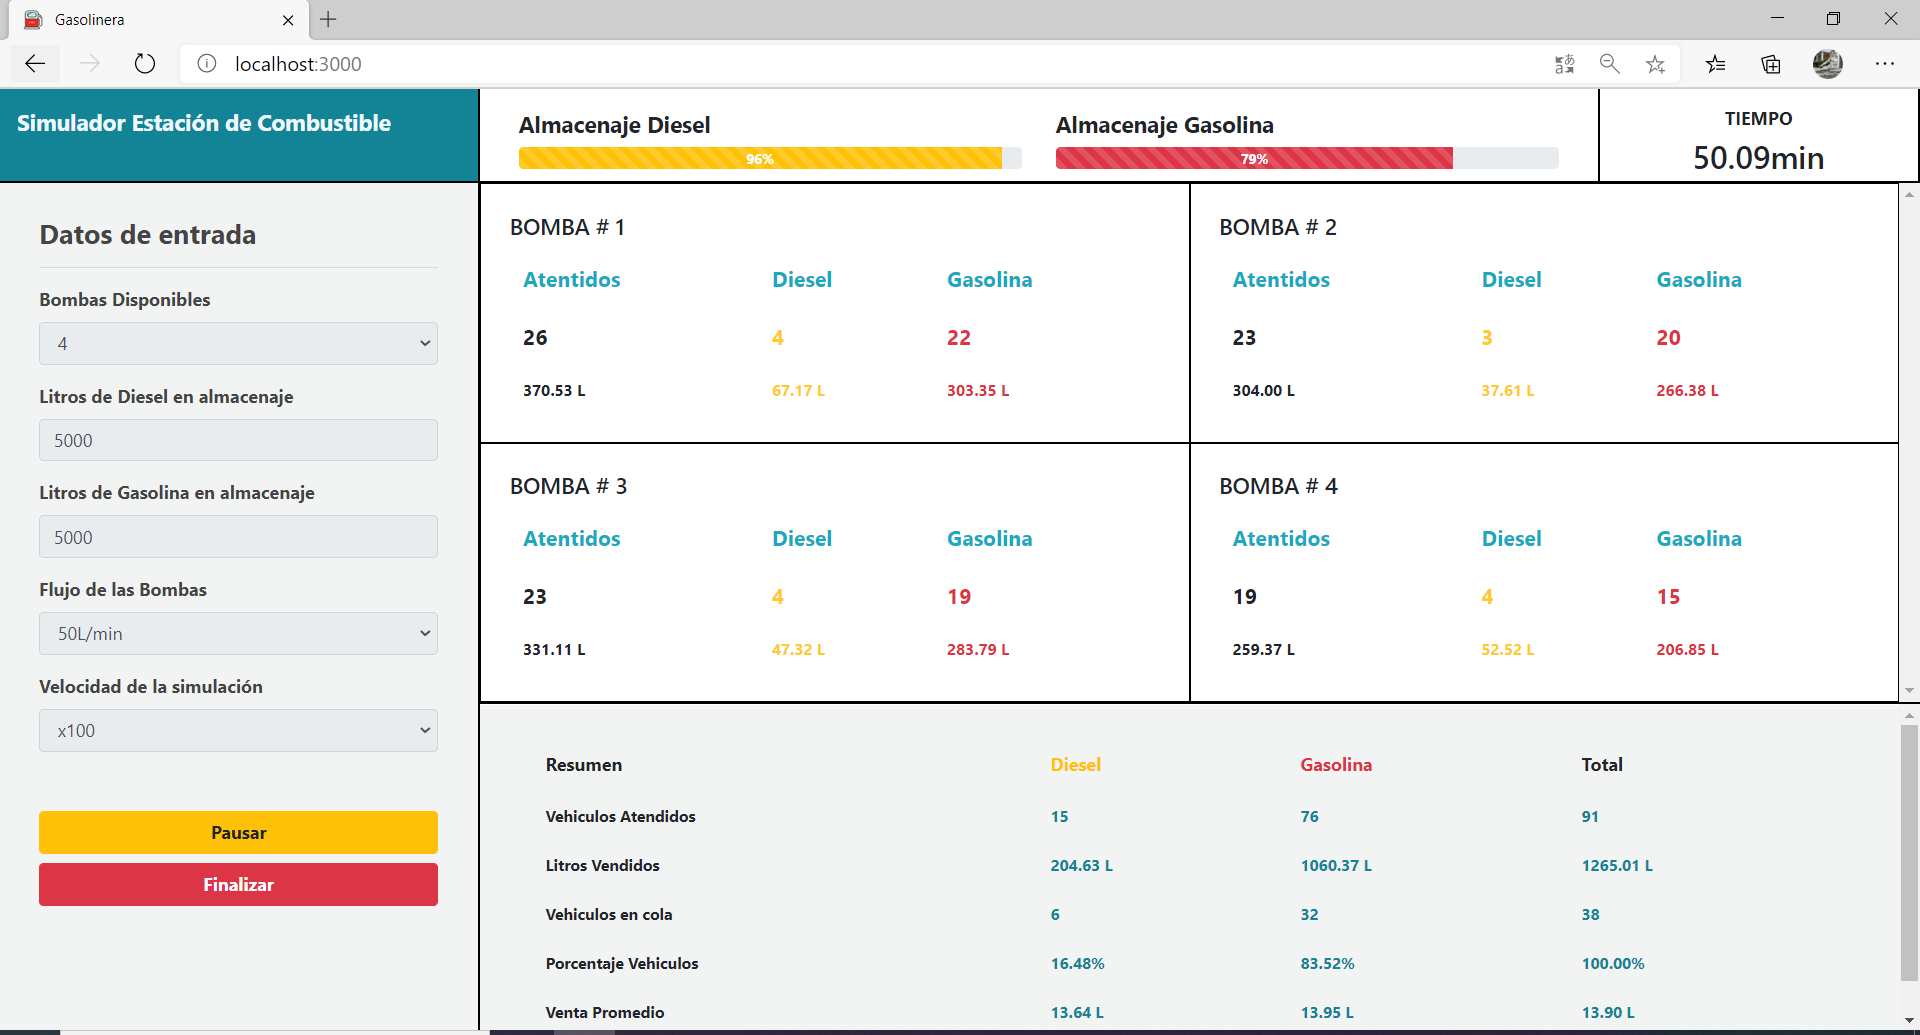 Gasolinera
localhost:3000
Simulador Estación de Combustible
Almacenaje Diesel
96%
Almacenaje Gasolina
79%
TIEMPO
50.09min
Datos de entrada
Bombas Disponibles
4
Litros de Diesel en almacenaje
5000
Litros de Gasolina en almacenaje
5000
Flujo de las Bombas
50L/min
Velocidad de la simulación
x100
Pausar
Finalizar
BOMBA # 1
Atentidos Diesel Gasolina
26 4 22
370.53 L 67.17 L 303.35 L
BOMBA # 2
Atentidos Diesel Gasolina
23 3 20
304.00 L 37.61 L 266.38 L
BOMBA # 3
Atentidos Diesel Gasolina
23 4 19
331.11 L 47.32 L 283.79 L
BOMBA # 4
Atentidos Diesel Gasolina
19 4 15
259.37 L 52.52 L 206.85 L
Resumen Diesel Gasolina Total
Vehiculos Atendidos 15 76 91
Litros Vendidos 204.63 L 1060.37 L 1265.01 L
Vehiculos en cola 6 32 38
Porcentaje Vehiculos 16.48% 83.52% 100.00%
Venta Promedio 13.64 L 13.95 L 13.90 L